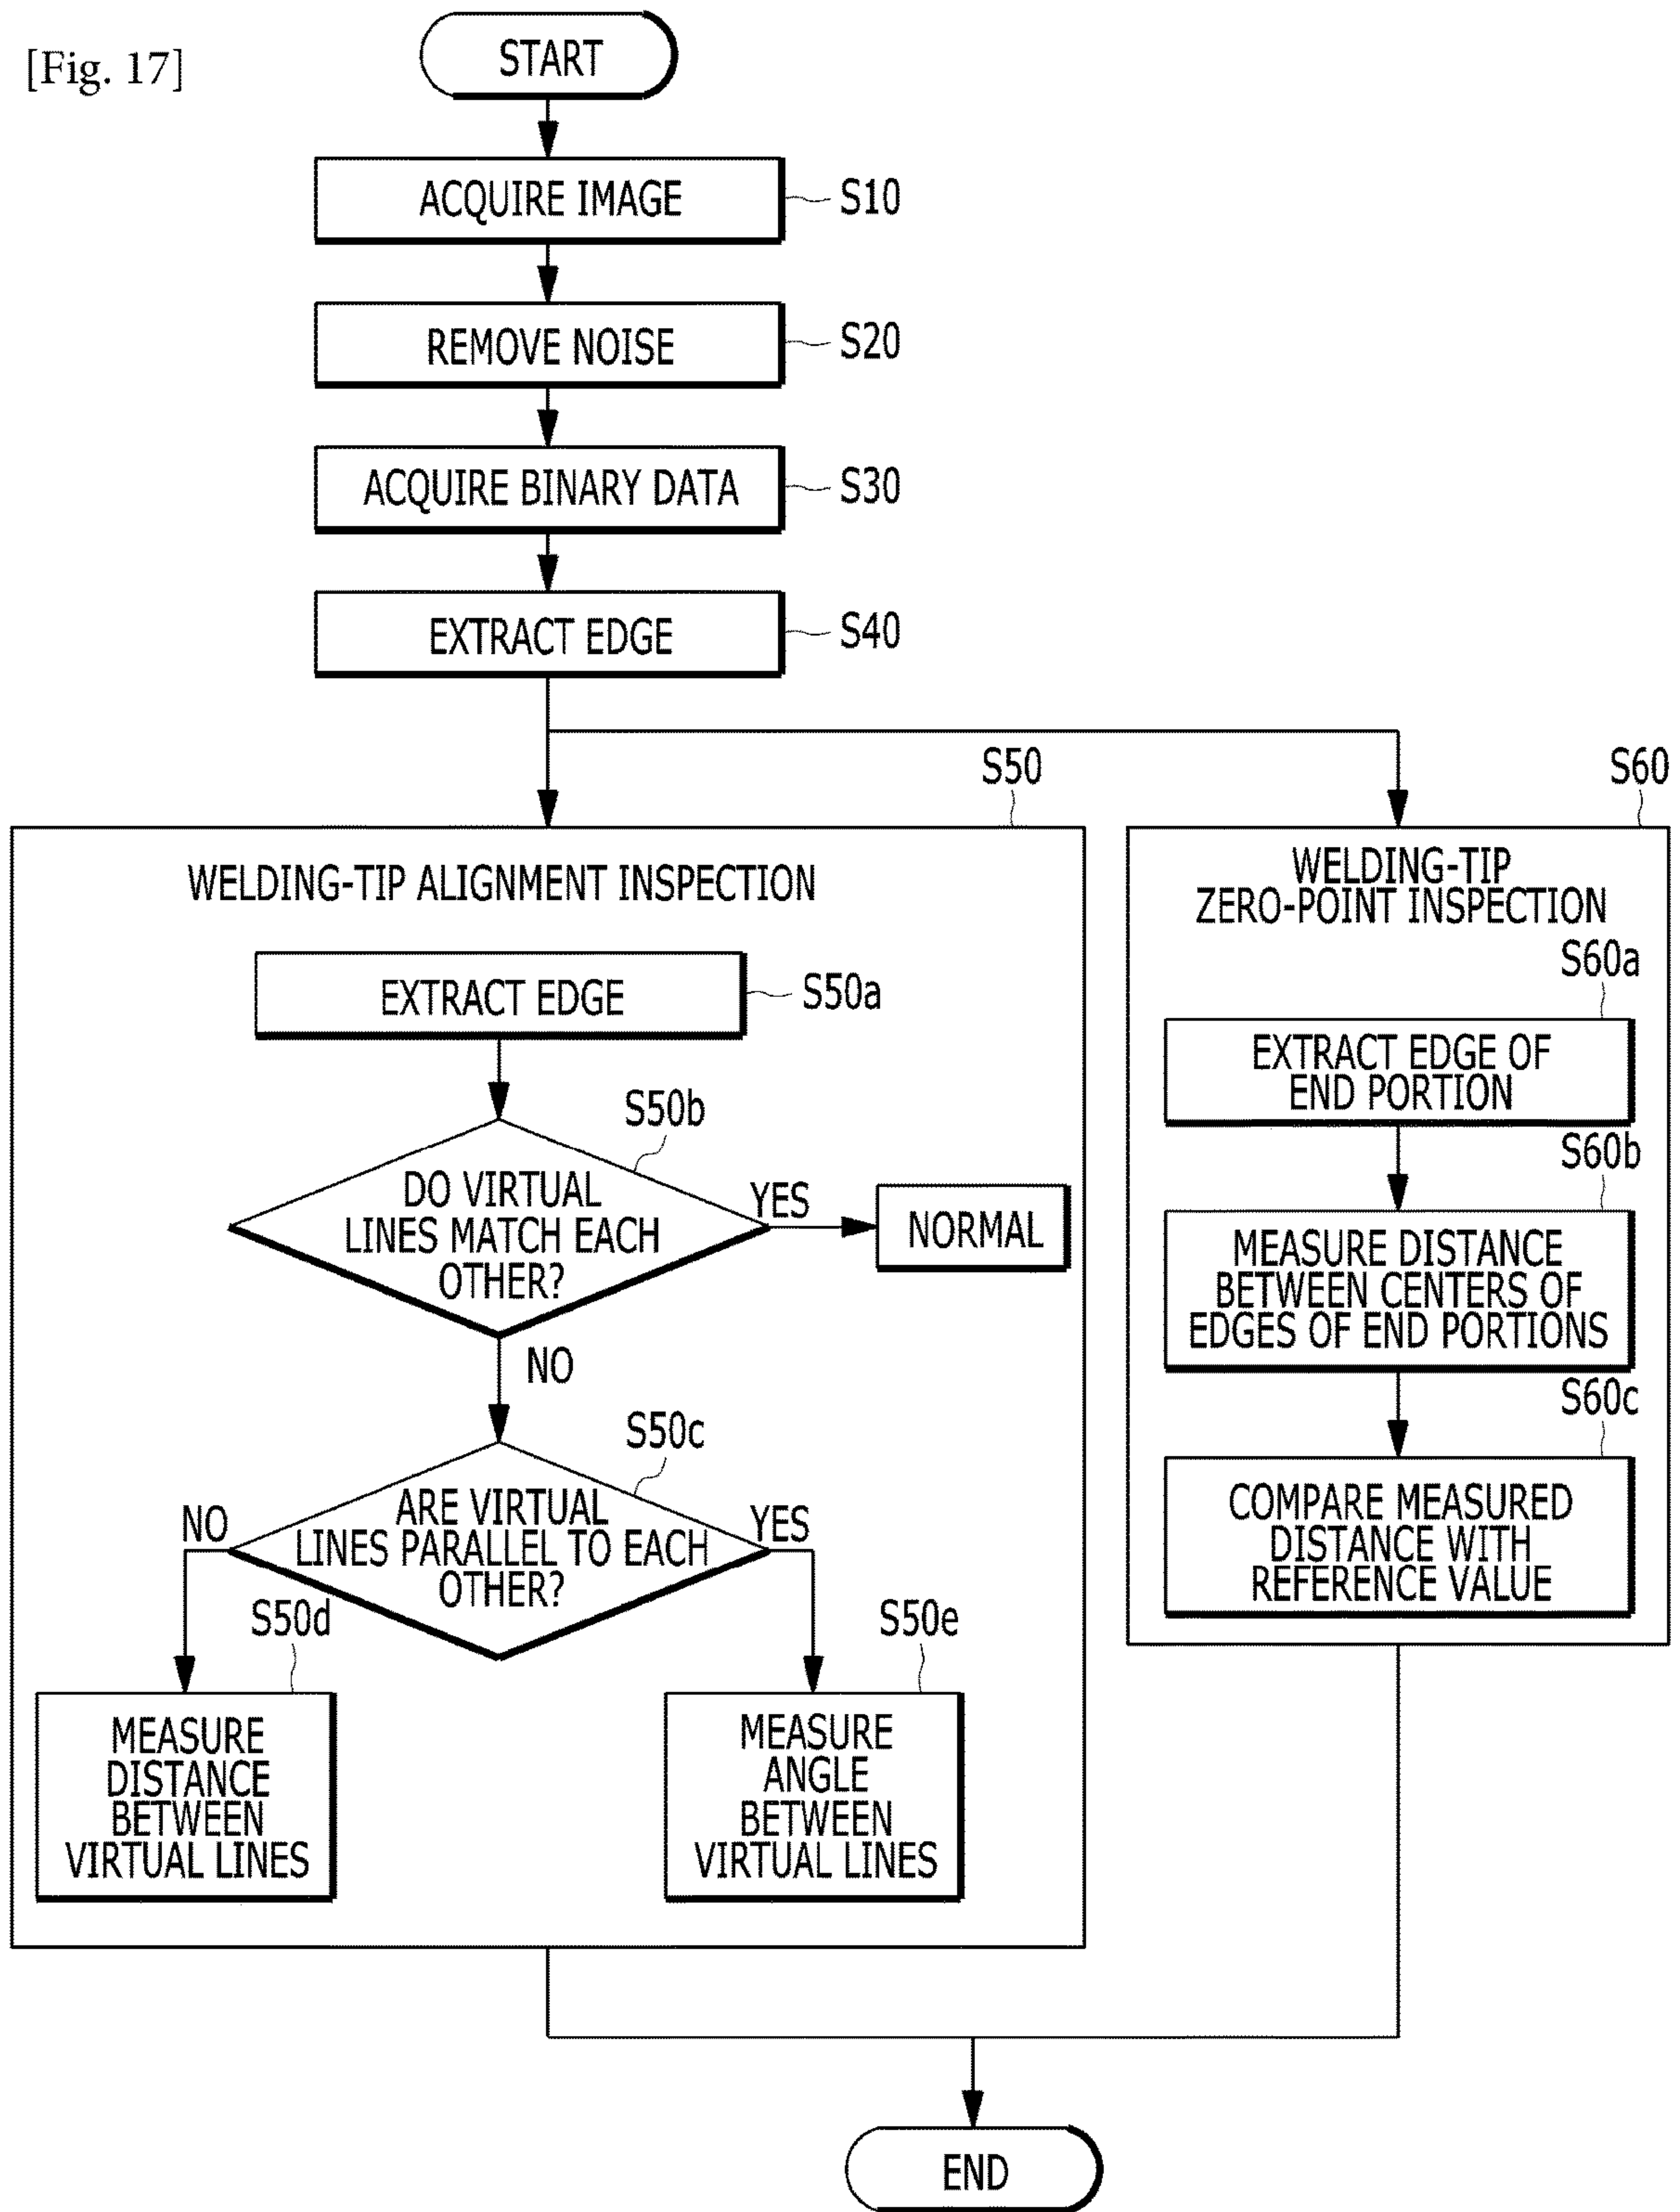 [Fig. 17]
START
ACQUIRE IMAGE
S10
REMOVE NOISE
S20
ACQUIRE BINARY DATA
S30
EXTRACT EDGE
S40
S50
WELDING-TIP ALIGNMENT INSPECTION
EXTRACT EDGE
S50a
S50b
DO VIRTUAL
LINES MATCH EACH
OTHER?
YES
NORMAL
NO
S50c
ARE VIRTUAL
LINES PARALLEL TO EACH
OTHER?
NO
YES
S50d
MEASURE
DISTANCE
BETWEEN
VIRTUAL LINES
S50e
MEASURE
ANGLE
BETWEEN
VIRTUAL LINES
S60
WELDING-TIP
ZERO-POINT INSPECTION
S60a
EXTRACT EDGE OF
END PORTION
S60b
MEASURE DISTANCE
BETWEEN CENTERS OF
EDGES OF END PORTIONS
S60c
COMPARE MEASURED
DISTANCE WITH
REFERENCE VALUE
END